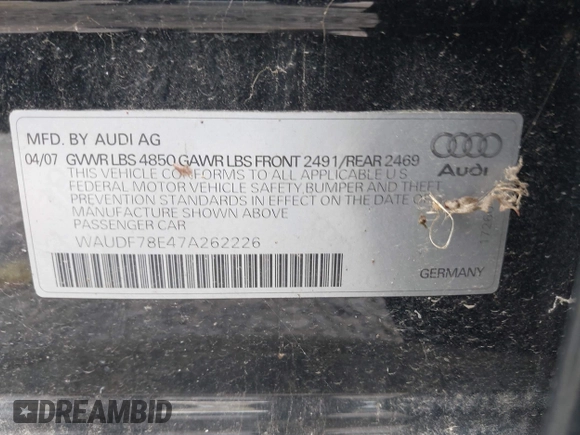 MFD. BY AUDI AG
04/07 GVWR LBS 4850 GAWR LBS FRONT 2491/REAR 2469
THIS VEHICLE CONFORMS TO ALL APPLICABLE U S
FEDERAL MOTOR VEHICLE SAFETY, BUMPER AND THEFT
PREVENTION STANDARDS IN EFFECT ON THE DATE OF
MANUFACTURE SHOWN ABOVE
PASSENGER CAR
WAUDF78E47A262226
Audi
GERMANY
DREAMBID